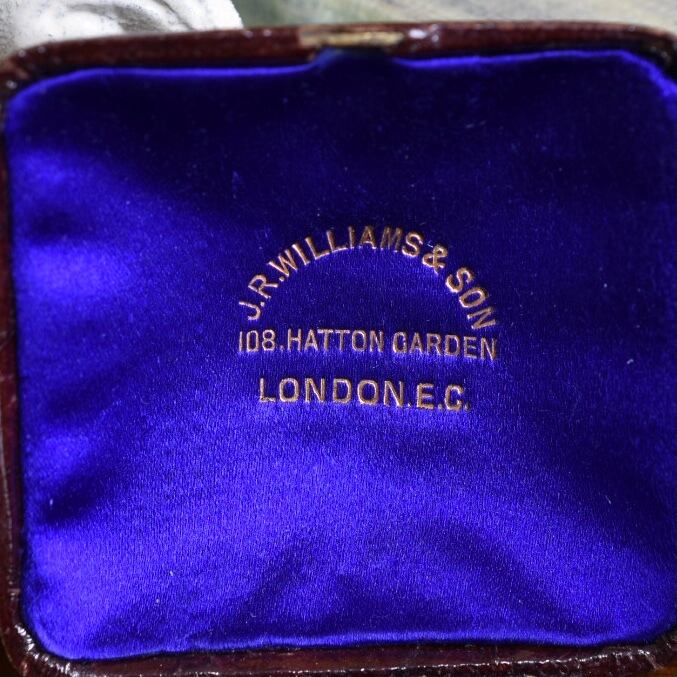 J.R.WILLIAMS & SON
108.HATTON GARDEN
LONDON.E.C.